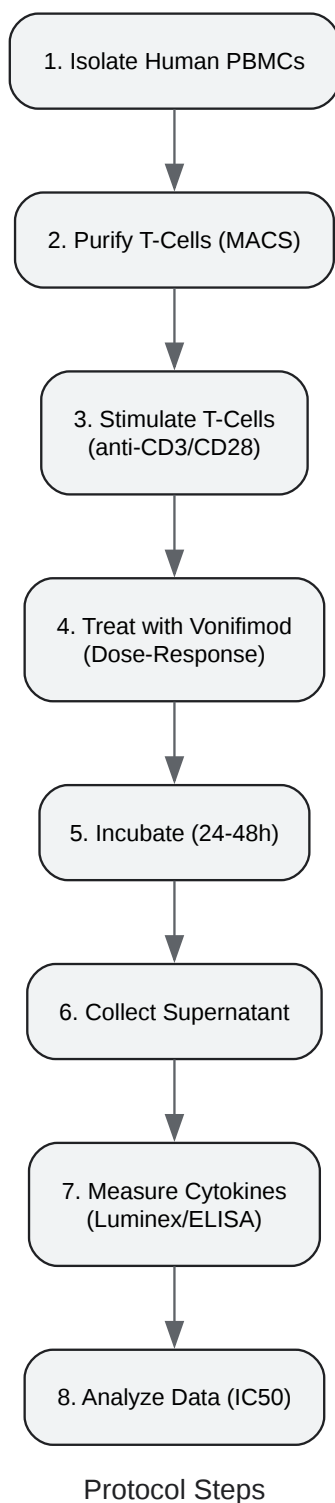 1. Isolate Human PBMCs
2. Purify T-Cells (MACS)
3. Stimulate T-Cells
(anti-CD3/CD28)
4. Treat with Vonifimod
(Dose-Response)
5. Incubate (24-48h)
6. Collect Supernatant
7. Measure Cytokines
(Luminex/ELISA)
8. Analyze Data (IC50)
Protocol Steps